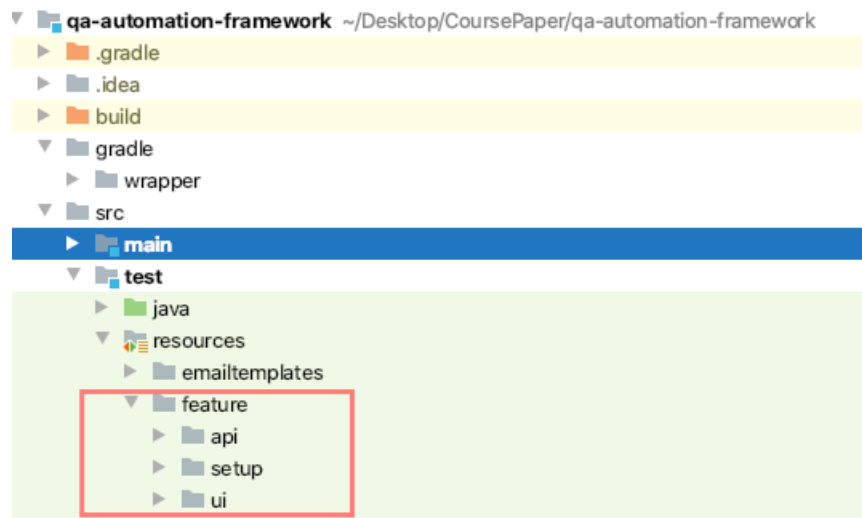 qa-automation-framework ~/Desktop/CoursePaper/qa-automation-framework
.gradle
.idea
build
gradle
wrapper
src
main
test
java
resources
emailtemplates
feature
api
setup
ui